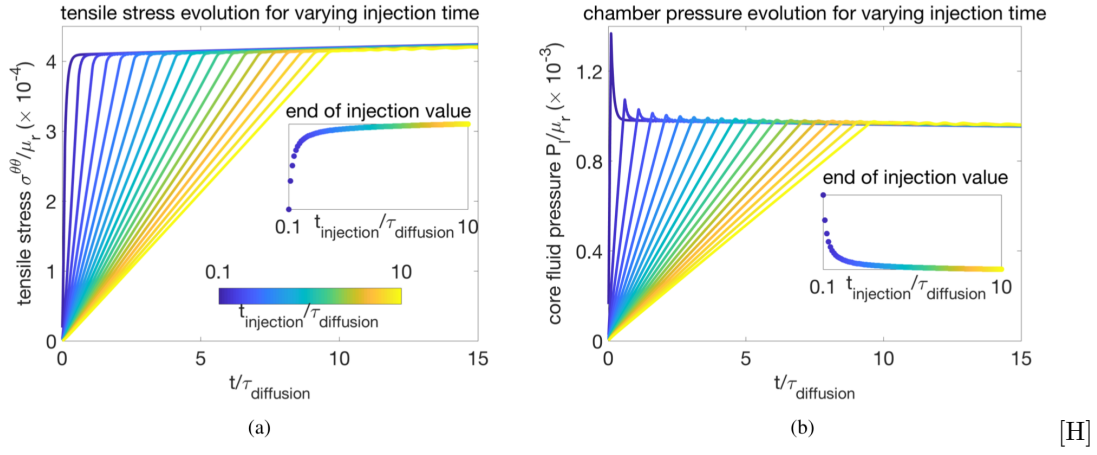 tensile stress evolution for varying injection time
tensile stress σ^θθ/μ_r (× 10^-4)
4
3
2
1
0
end of injection value
0.1 t_injection/τ_diffusion 10
0.1 10
t_injection/τ_diffusion
0 5 10 15
t/τ_diffusion
(a)
chamber pressure evolution for varying injection time
core fluid pressure P_l/μ_r (× 10^-3)
1.2
0.8
0.4
0
end of injection value
0.1 t_injection/τ_diffusion 10
0 5 10 15
t/τ_diffusion
(b)
[H]